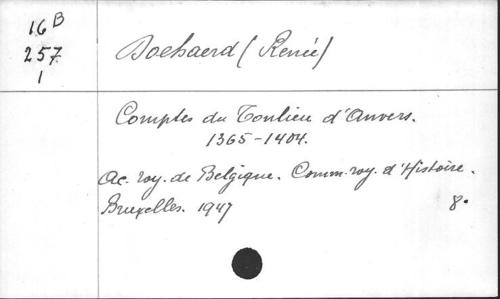 16B
257
1
Doehaerd (Renée)
Comptes du Tonlieu d'Anvers.
1365-1404.
Ac. roy. de Belgique. Comm. roy. d'Histoire.
Bruxelles. 1947 8°